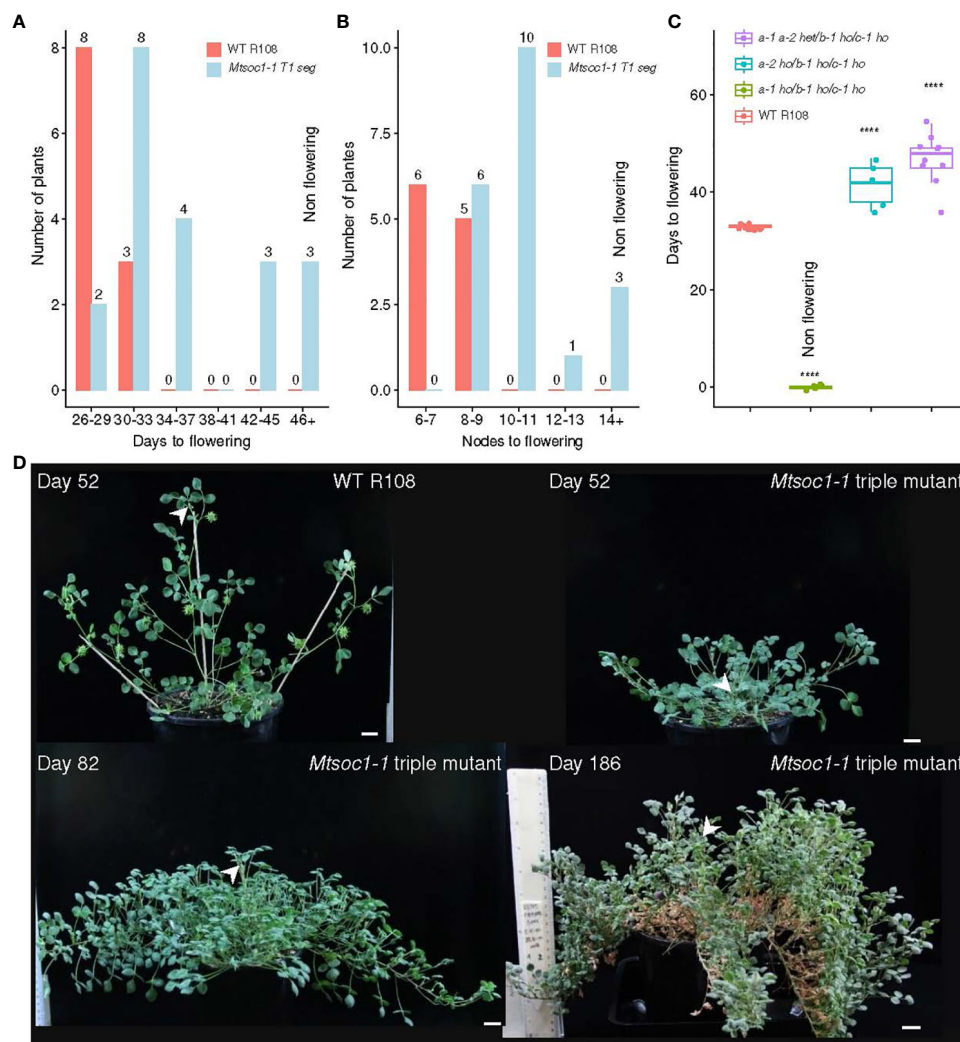 A
8
8
WT R108
Mtsoc1-1 T1 seg
Number of plants
8
6
4
2
0
3
2
0
4
0
0
0
3
0
3
Non flowering
26-29
30-33
34-37
38-41
42-45
46+
Days to flowering
B
10
WT R108
Mtsoc1-1 T1 seg
Number of plantes
10.0
7.5
5.0
2.5
0.0
6
0
5
6
0
0
1
0
3
Non flowering
6-7
8-9
10-11
12-13
14+
Nodes to flowering
C
a-1 a-2 het/b-1 ho/c-1 ho
a-2 ho/b-1 ho/c-1 ho
a-1 ho/b-1 ho/c-1 ho
WT R108
Days to flowering
60
40
20
0
Non flowering
****
****
****
D
Day 52
WT R108
Day 52
Mtsoc1-1 triple mutant
Day 82
Mtsoc1-1 triple mutant
Day 186
Mtsoc1-1 triple mutant